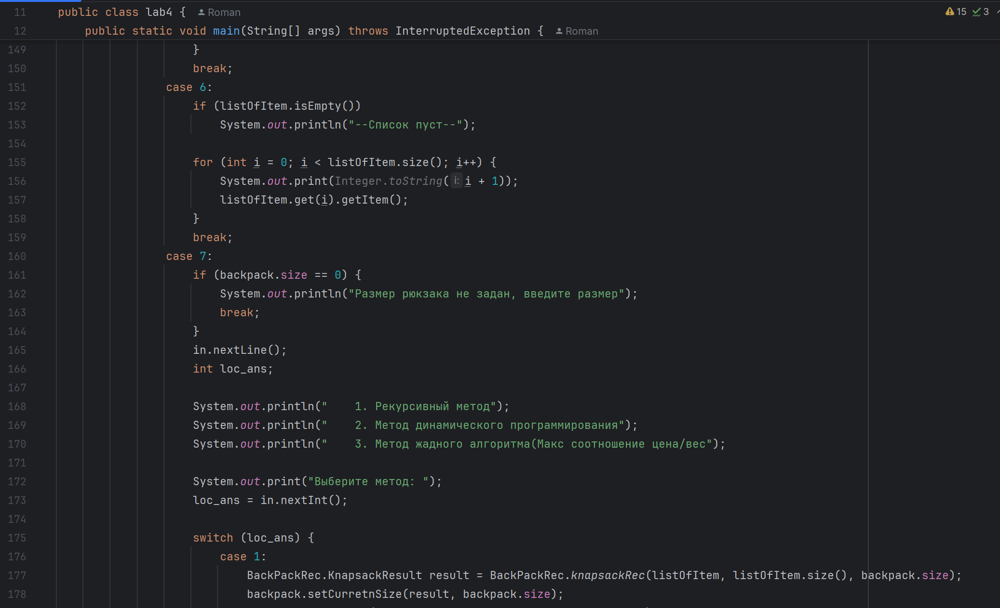 11 public class lab4 { Roman 15 3
12 public static void main(String[] args) throws InterruptedException { Roman
149 }
150 break;
151 case 6:
152 if (listOfItem.isEmpty())
153 System.out.println("--Список пуст--");
154
155 for (int i = 0; i < listOfItem.size(); i++) {
156 System.out.print(Integer.toString( i: i + 1));
157 listOfItem.get(i).getItem();
158 }
159 break;
160 case 7:
161 if (backpack.size == 0) {
162 System.out.println("Размер рюкзака не задан, введите размер");
163 break;
164 }
165 in.nextLine();
166 int loc_ans;
167
168 System.out.println("    1. Рекурсивный метод");
169 System.out.println("    2. Метод динамического программирования");
170 System.out.println("    3. Метод жадного алгоритма(Макс соотношение цена/вес");
171
172 System.out.print("Выберите метод: ");
173 loc_ans = in.nextInt();
174
175 switch (loc_ans) {
176 case 1:
177 BackPackRec.KnapsackResult result = BackPackRec.knapsackRec(listOfItem, listOfItem.size(), backpack.size);
178 backpack.setCurretnSize(result, backpack.size);